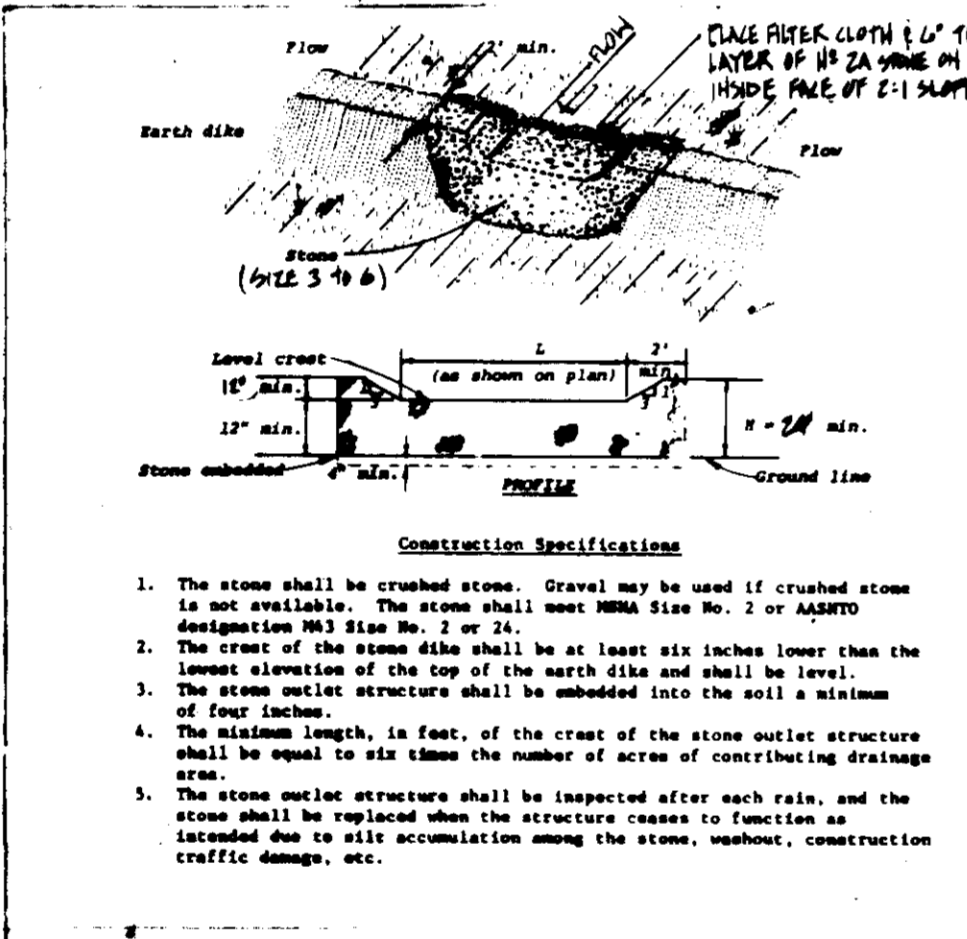 Flow
2' min.
FLOW
PLACE FILTER CLOTH & 6" T
LAYER OF Nº 2A STONE ON
INSIDE FACE OF 2:1 SLOP
Earth dike
Flow
Stone
(SIZE 3 to 6)
Level crest
L
2'
(as shown on plan)
min.
min.
1
3
1
3
12" min.
H = min.
Stone embedded
4" min.
Ground line
PROFILE
Construction Specifications
1. The stone shall be crushed stone. Gravel may be used if crushed stone
is not available. The stone shall meet MSHA Size No. 2 or AASHTO
designation M43 Size No. 2 or 24.
2. The crest of the stone dike shall be at least six inches lower than the
lowest elevation of the top of the earth dike and shall be level.
3. The stone outlet structure shall be embedded into the soil a minimum
of four inches.
4. The minimum length, in feet, of the crest of the stone outlet structure
shall be equal to six times the number of acres of contributing drainage
area.
5. The stone outlet structure shall be inspected after each rain, and the
stone shall be replaced when the structure ceases to function as
intended due to silt accumulation among the stone, washout, construction
traffic damage, etc.